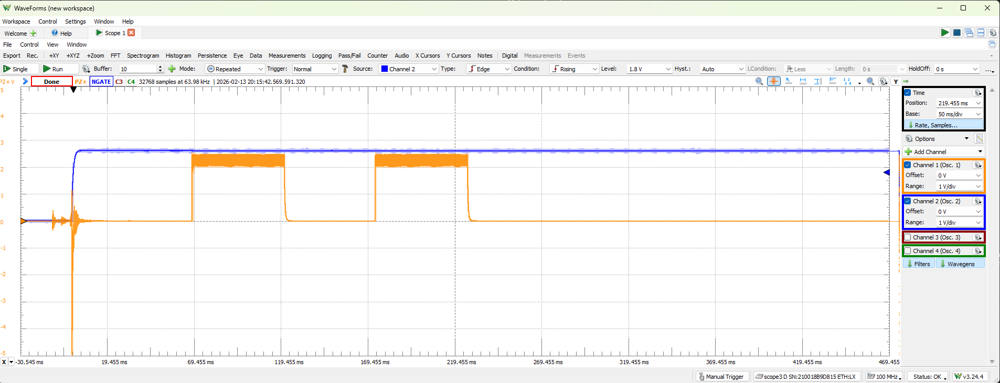 WaveForms (new workspace)
Workspace Control Settings Window Help
Welcome Help Scope 1
File Control View Window
Export Rec. +XY +XYZ +Zoom FFT Spectrogram Histogram Persistence Eye Data Measurements Logging Pass/Fail Counter Audio X Cursors Y Cursors Notes Digital Measurements Events -
Single Run Buffer: 10 Mode: Repeated Trigger: Normal Source: Channel 2 Type: Edge Condition: Rising Level: 1.8 V Hyst.: Auto LCondition: Less Length: 0 s HoldOff: 0 s ...
PZ+ V Done PZ+ NGATE C3 C4 32768 samples at 63.98 kHz | 2026-02-13 20:15:42.569.591.320 Y
5
4
3
2
1
0
-1
-2
-3
-4
-5
X -30.545 ms 19.455 ms 69.455 ms 119.455 ms 169.455 ms 219.455 ms 269.455 ms 319.455 ms 369.455 ms 419.455 ms 469.455
Time
Position: 219.455 ms
Base: 50 ms/div
Rate, Samples...
Options
Add Channel
Channel 1 (Osc. 1)
Offset: 0 V
Range: 1 V/div
Channel 2 (Osc. 2)
Offset: 0 V
Range: 1 V/div
Channel 3 (Osc. 3)
Channel 4 (Osc. 4)
Filters Wavegens
Manual Trigger scope3 D SN:210018B9D815 ETH:LX 100 MHz Status: OK v3.24.4